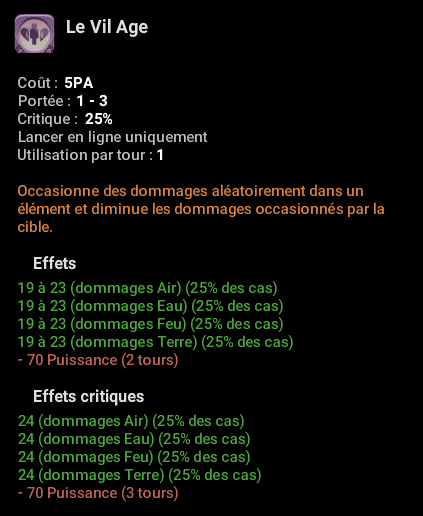 Le Vil Age
Coût : 5PA
Portée : 1 - 3
Critique : 25%
Lancer en ligne uniquement
Utilisation par tour : 1
Occasionne des dommages aléatoirement dans un
élément et diminue les dommages occasionnés par la
cible.
Effets
19 à 23 (dommages Air) (25% des cas)
19 à 23 (dommages Eau) (25% des cas)
19 à 23 (dommages Feu) (25% des cas)
19 à 23 (dommages Terre) (25% des cas)
- 70 Puissance (2 tours)
Effets critiques
24 (dommages Air) (25% des cas)
24 (dommages Eau) (25% des cas)
24 (dommages Feu) (25% des cas)
24 (dommages Terre) (25% des cas)
- 70 Puissance (3 tours)